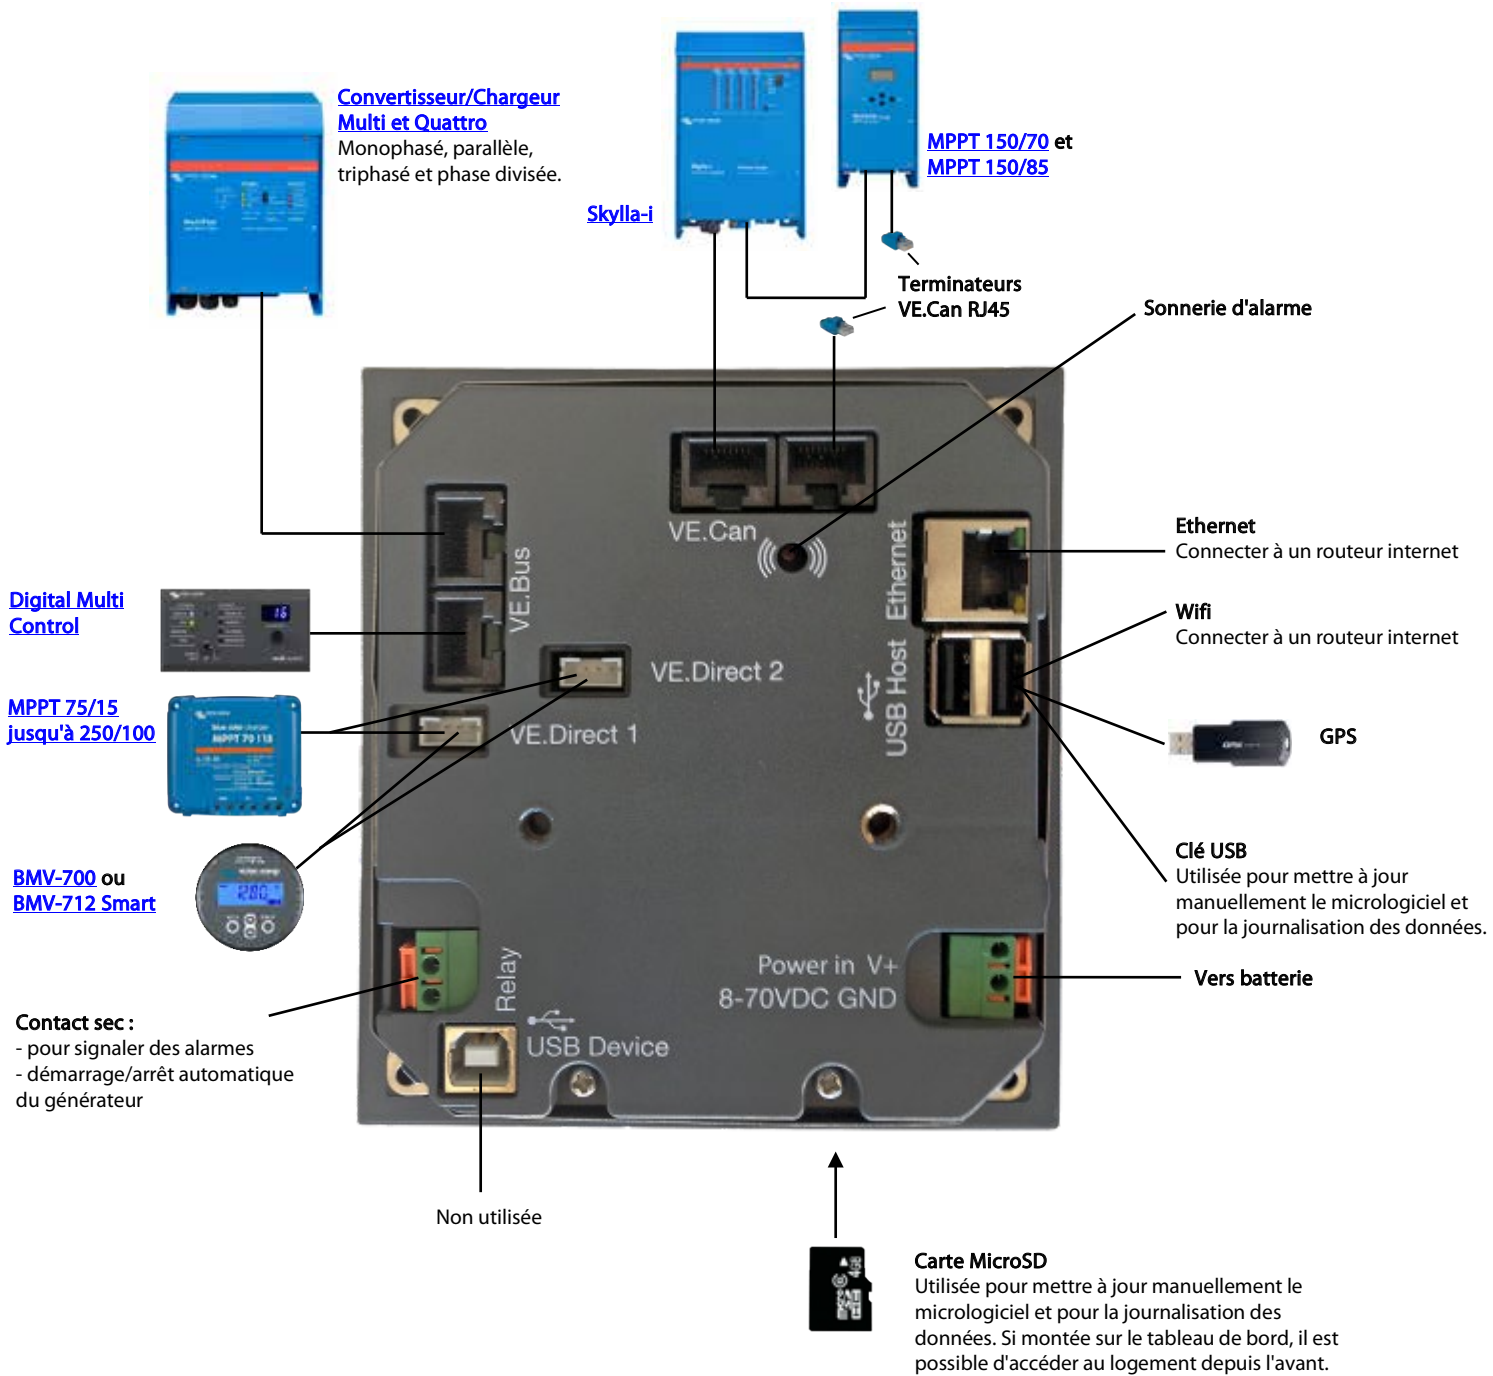 Convertisseur/Chargeur
Multi et Quattro
Monophasé, parallèle,
triphasé et phase divisée.
Skylla-i
MPPT 150/70 et
MPPT 150/85
Terminateurs
VE.Can RJ45
Sonnerie d'alarme
VE.Can
Ethernet
Ethernet
Connecter à un routeur internet
VE.Bus
Digital Multi
Control
16
Wifi
Connecter à un routeur internet
USB Host
VE.Direct 2
VE.Direct 1
MPPT 75/15
jusqu'à 250/100
MPPT 70 | 15
GPS
Clé USB
Utilisée pour mettre à jour
manuellement le micrologiciel et
pour la journalisation des données.
BMV-700 ou
BMV-712 Smart
Relay
Power in V+
8-70VDC GND
Vers batterie
Contact sec :
- pour signaler des alarmes
- démarrage/arrêt automatique
du générateur
USB Device
Non utilisée
4GB
Carte MicroSD
Utilisée pour mettre à jour manuellement le
micrologiciel et pour la journalisation des
données. Si montée sur le tableau de bord, il est
possible d'accéder au logement depuis l'avant.